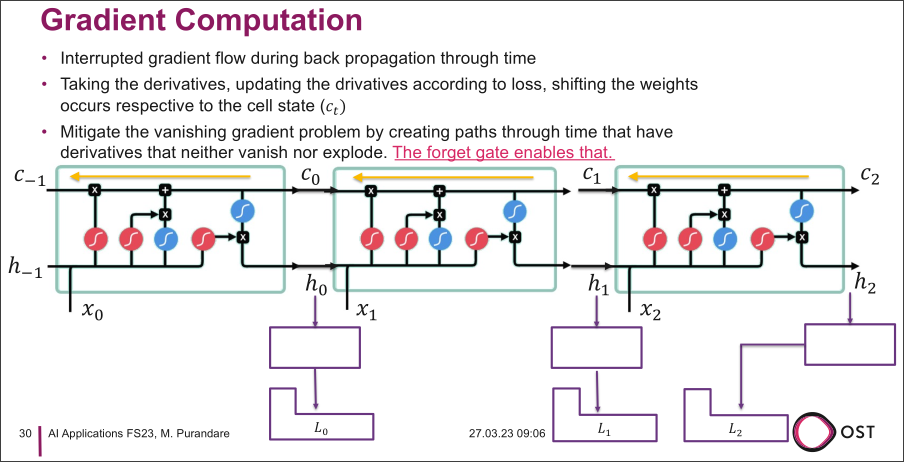 Gradient Computation
• Interrupted gradient flow during back propagation through time
• Taking the derivatives, updating the drivatives according to loss, shifting the weights
occurs respective to the cell state (c_t)
• Mitigate the vanishing gradient problem by creating paths through time that have
derivatives that neither vanish nor explode. The forget gate enables that.
c_{-1} c_0 c_1 c_2
x + x + x +
x x x
x x x
h_{-1} h_0 h_1 h_2
x_0 x_1 x_2
L_0 L_1 L_2
30 AI Applications FS23, M. Purandare 27.03.23 09:06 OST